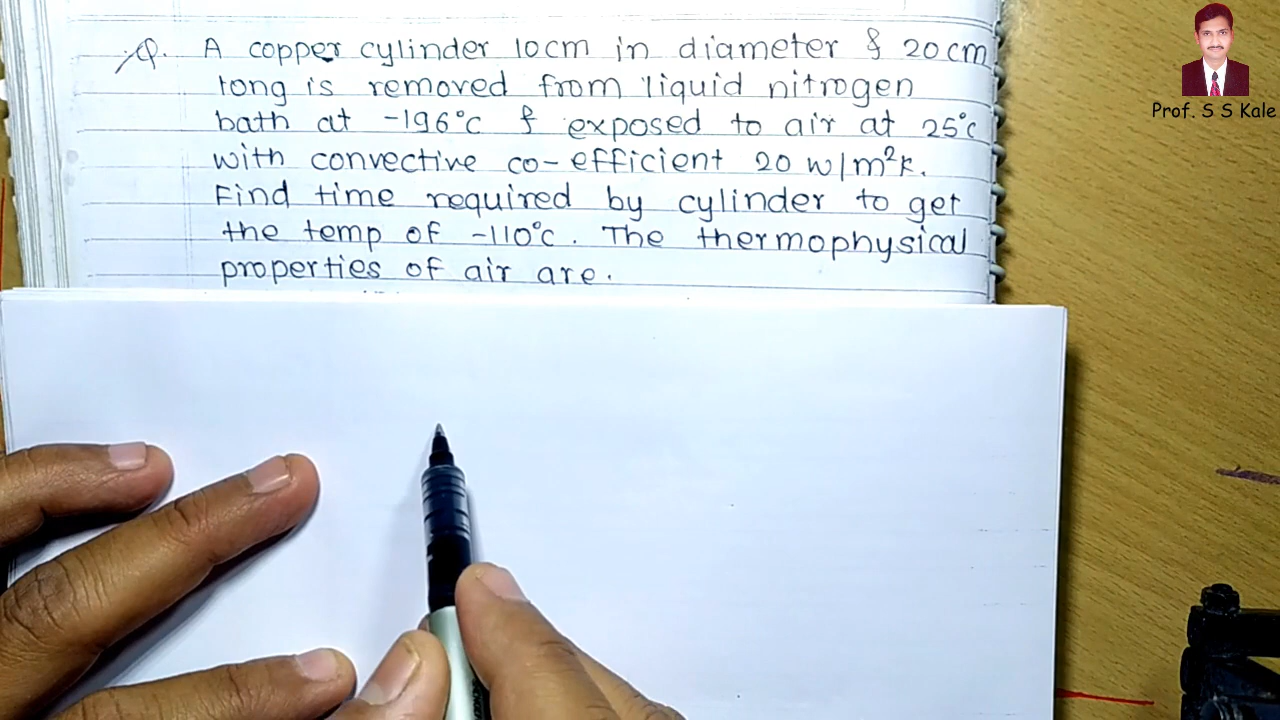 Q. A copper cylinder 10cm in diameter & 20cm
long is removed from liquid nitrogen
bath at -196°c & exposed to air at 25°c
with convective co-efficient 20 w/m²k.
Find time required by cylinder to get
the temp of -110°c. The thermophysical
properties of air are.
Prof. S S Kale